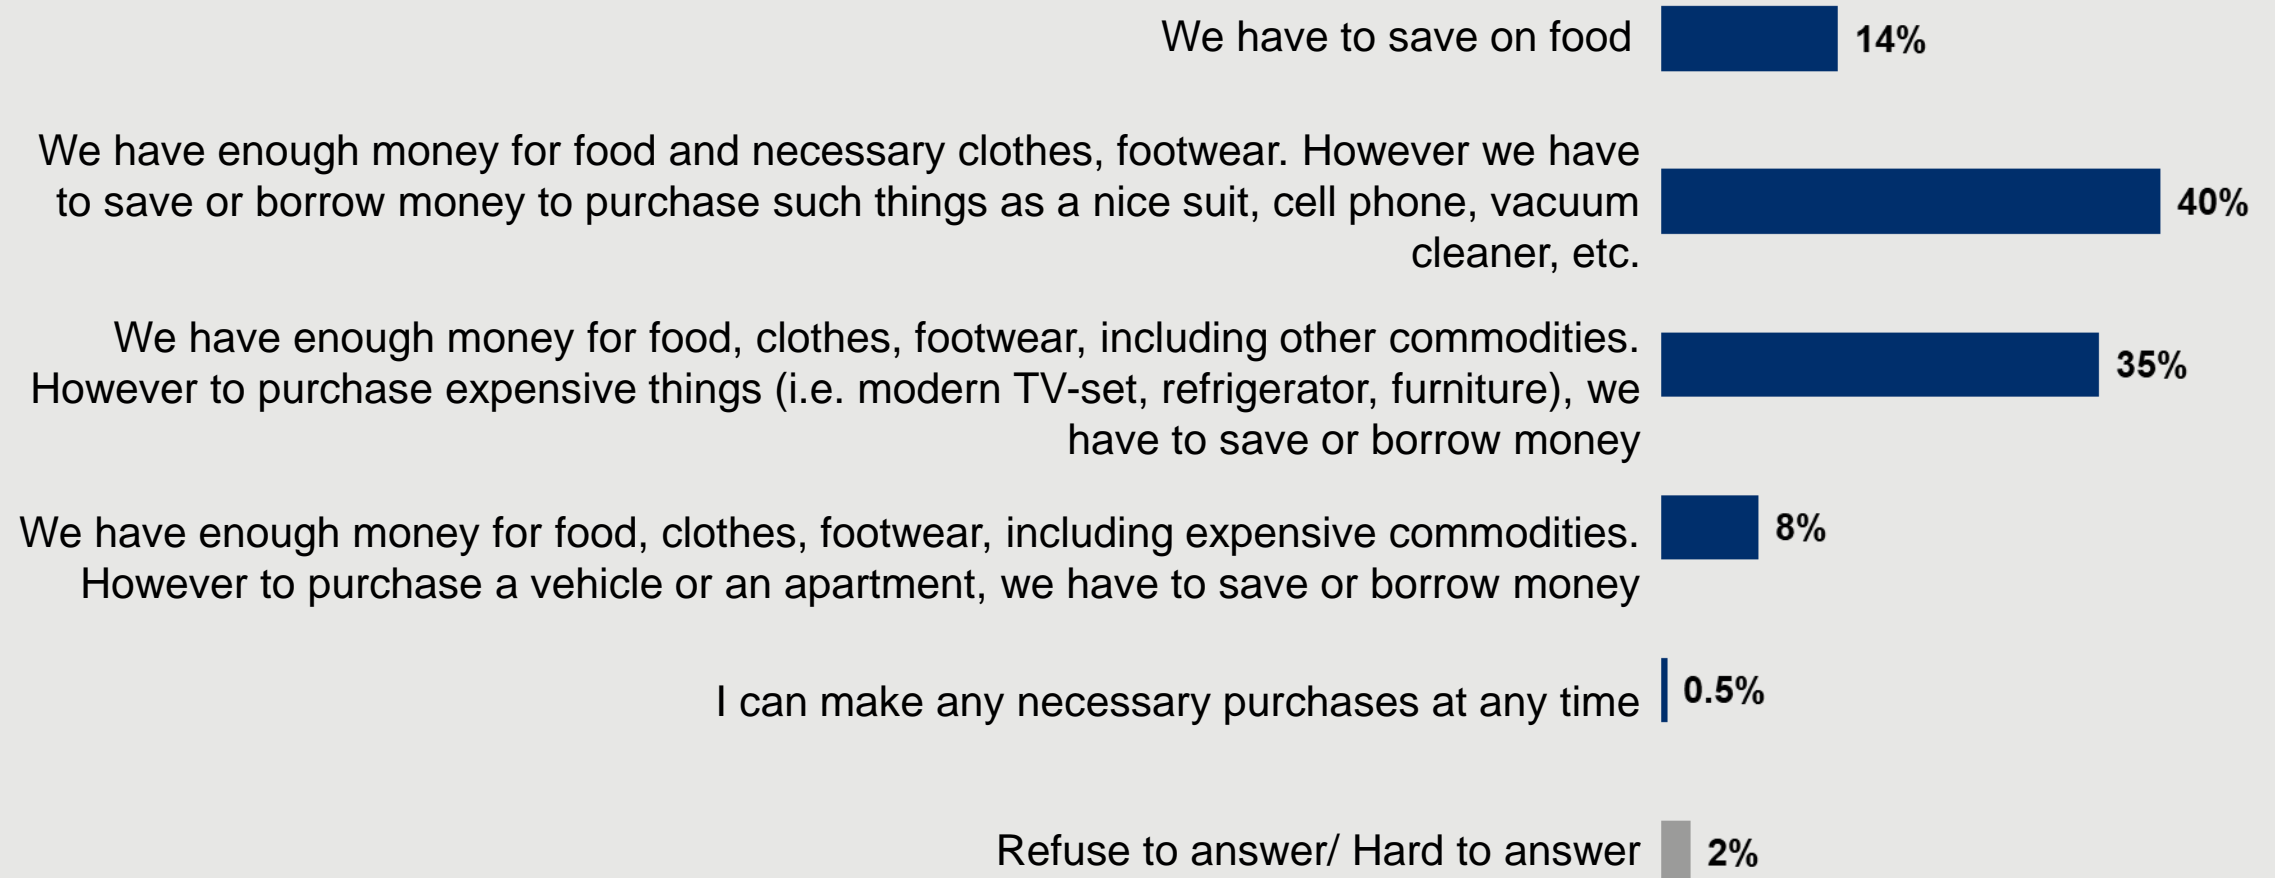 We have to save on food
14%
We have enough money for food and necessary clothes, footwear. However we have
to save or borrow money to purchase such things as a nice suit, cell phone, vacuum
cleaner, etc.
40%
We have enough money for food, clothes, footwear, including other commodities.
However to purchase expensive things (i.e. modern TV-set, refrigerator, furniture), we
have to save or borrow money
35%
We have enough money for food, clothes, footwear, including expensive commodities.
However to purchase a vehicle or an apartment, we have to save or borrow money
8%
I can make any necessary purchases at any time
0.5%
Refuse to answer/ Hard to answer
2%